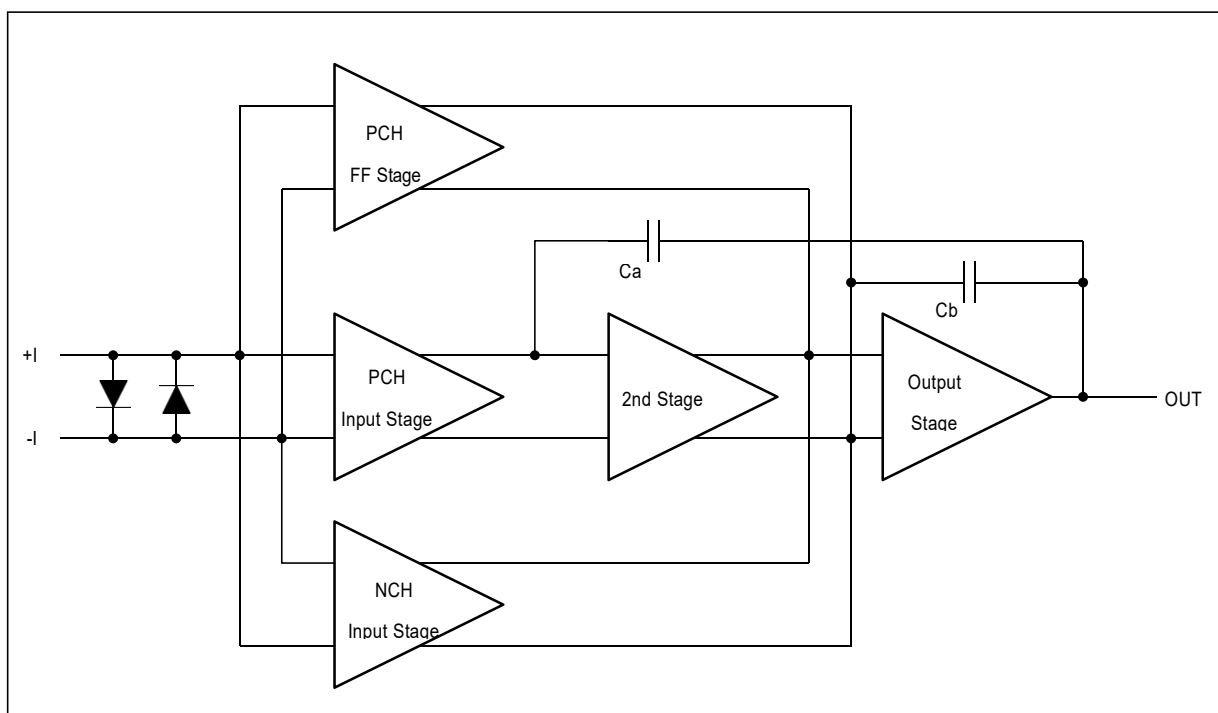 PCH
FF Stage
Ca
Cb
+I
-I
PCH
Input Stage
2nd Stage
Output
Stage
OUT
NCH
Input Stage